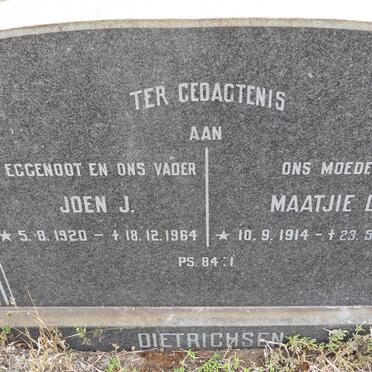 TER GEDAGTENIS
AAN
EGGENOOT EN ONS VADER ONS MOEDE
JOEN J. MAATJIE
★ 5.8.1920 – † 18.12.1964 ★ 10.9.1914 – † 23.5
PS. 84:1
DIETRICHSEN